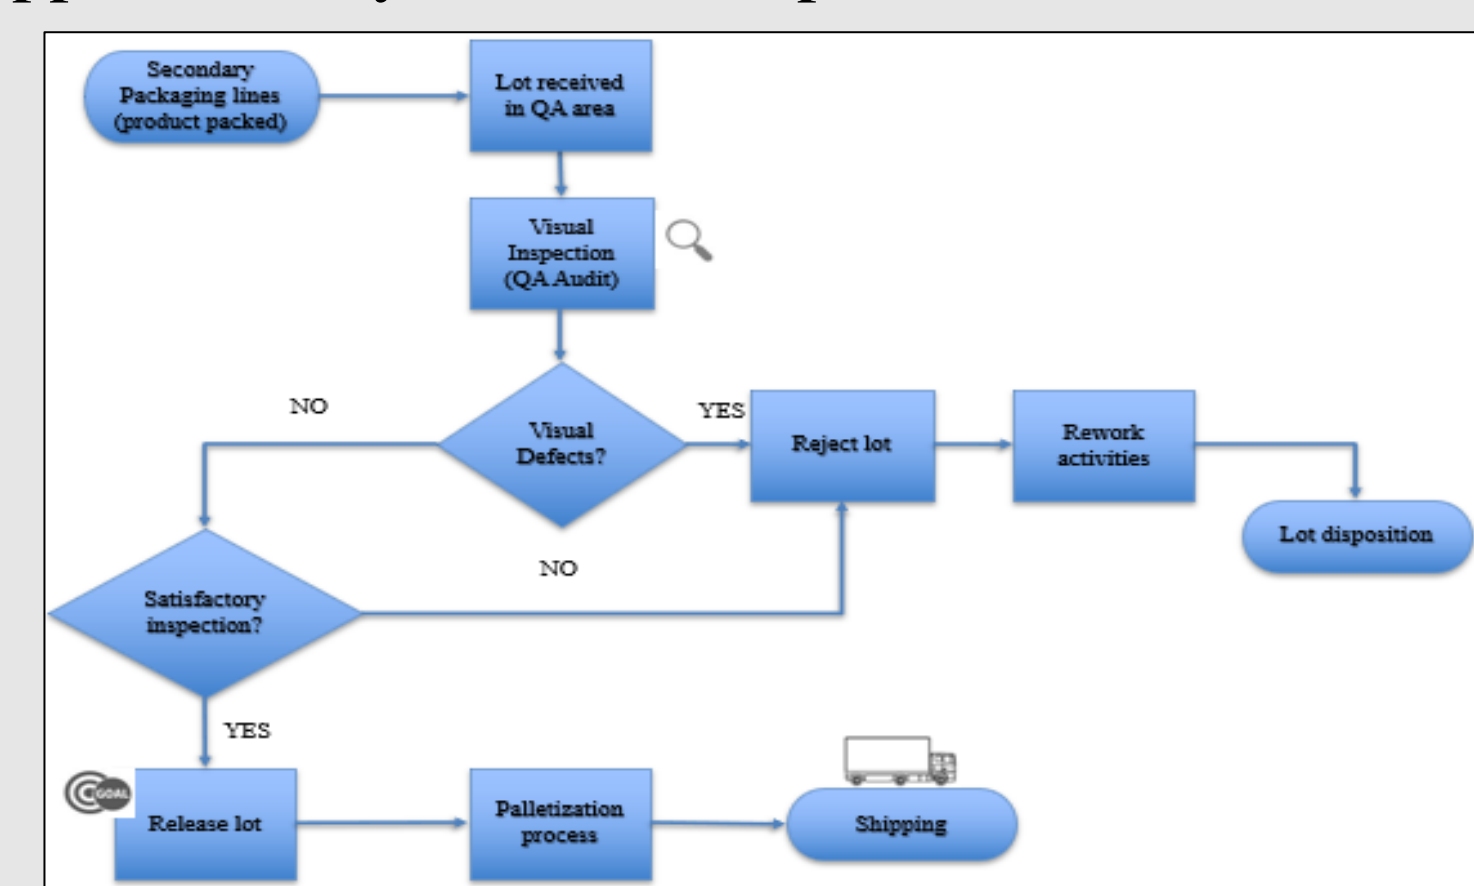 Secondary
Packaging lines
(product packed)
Lot received
in QA area
Visual
Inspection
(QA Audit)
NO
Visual
Defects?
YES
Reject lot
Rework
activities
Lot disposition
NO
Satisfactory
inspection?
YES
GOAL
Release lot
Palletization
process
Shipping